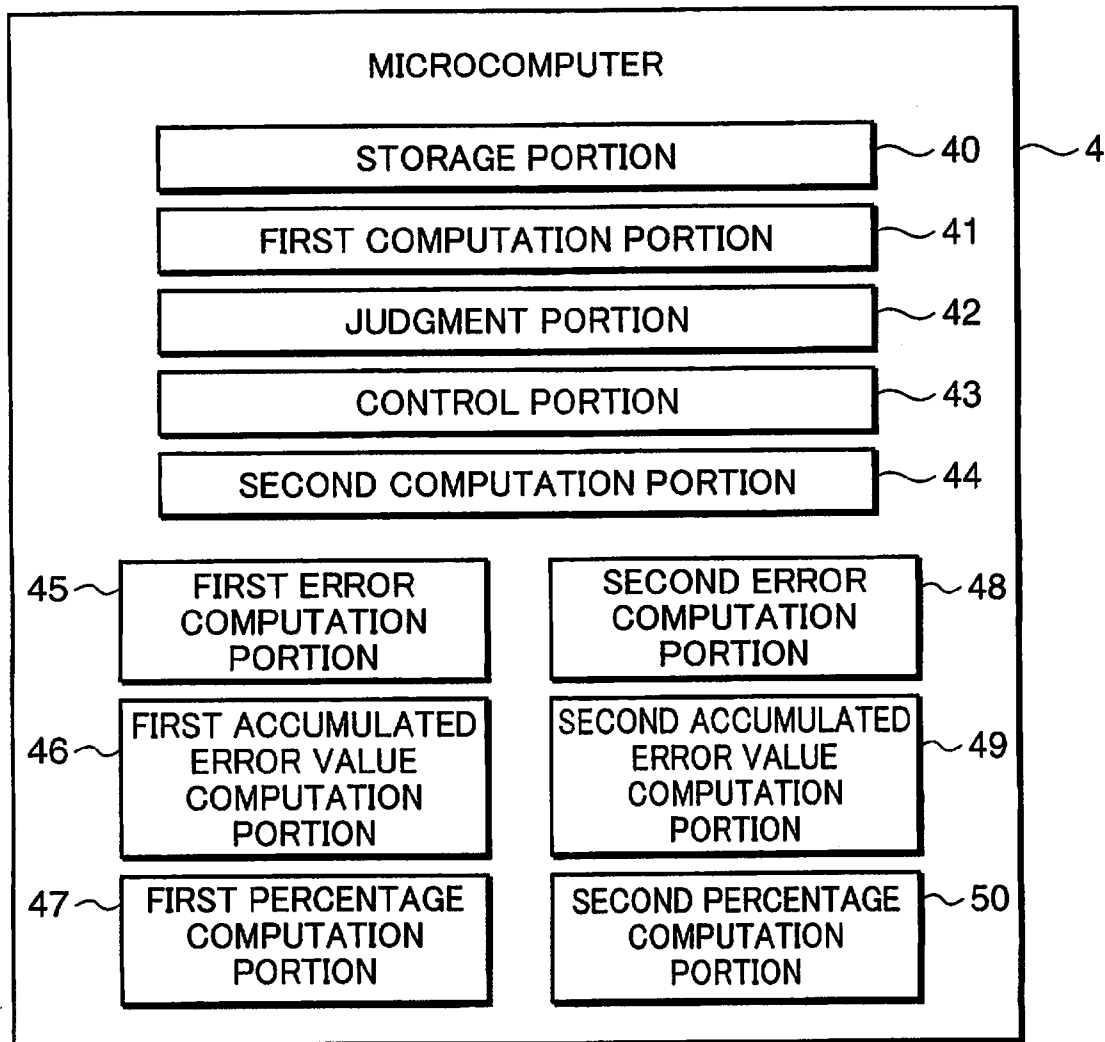 MICROCOMPUTER
STORAGE PORTION
40
4
FIRST COMPUTATION PORTION
41
JUDGMENT PORTION
42
CONTROL PORTION
43
SECOND COMPUTATION PORTION
44
45
FIRST ERROR
COMPUTATION
PORTION
SECOND ERROR
COMPUTATION
PORTION
48
46
FIRST ACCUMULATED
ERROR VALUE
COMPUTATION
PORTION
SECOND ACCUMULATED
ERROR VALUE
COMPUTATION
PORTION
49
47
FIRST PERCENTAGE
COMPUTATION
PORTION
SECOND PERCENTAGE
COMPUTATION
PORTION
50